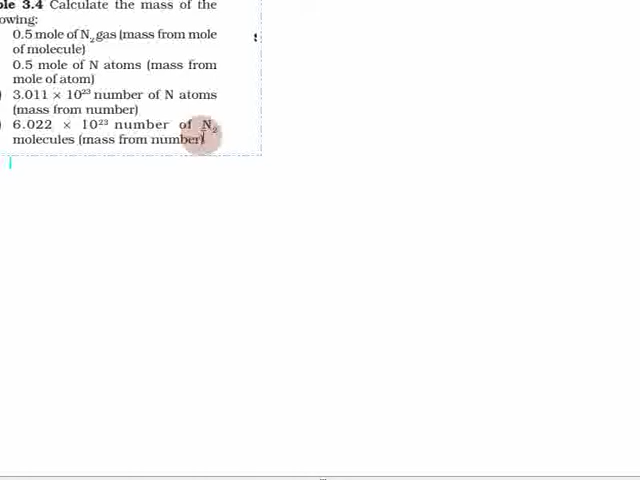 3.4 Calculate the mass of the
0.5 mole of N₂ gas (mass from mole
of molecule)
0.5 mole of N atoms (mass from
mole of atom)
3.011 × 10²³ number of N atoms
(mass from number)
6.022 × 10²³ number of N₂
molecules (mass from number)